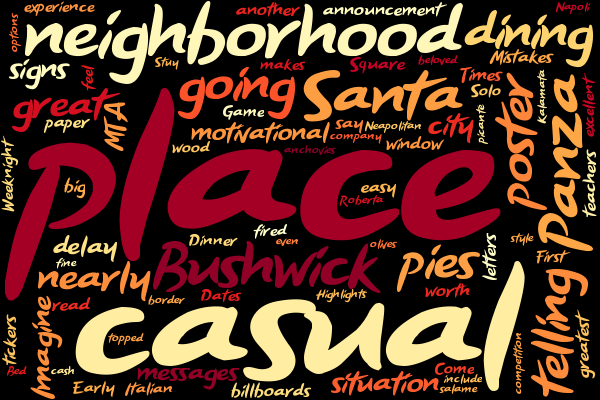 experience
another
announcement
Napoli
options
neighborhood
dining
signs
Stuy
makes
Square
beloved
Mistakes
feel
going
Santa
Times
Solo
kalamata
excellent
great
paper
MTA
Game
motivational
say
Neapolitan
company
city
picante
poster
Panza
wood
anchovies
window
Weeknight
place
big
easy
Roberta
teachers
delay
fine
Dinner
fired
even
olives
letters
style
First
nearly
Bushwick
pies
border
Dates
Highlights
worth
telling
greatest
Imagine
read
casual
topped
tickers
Bed
cash
messages
Early
Italian
billboards
situation
Come
include
salame
competition